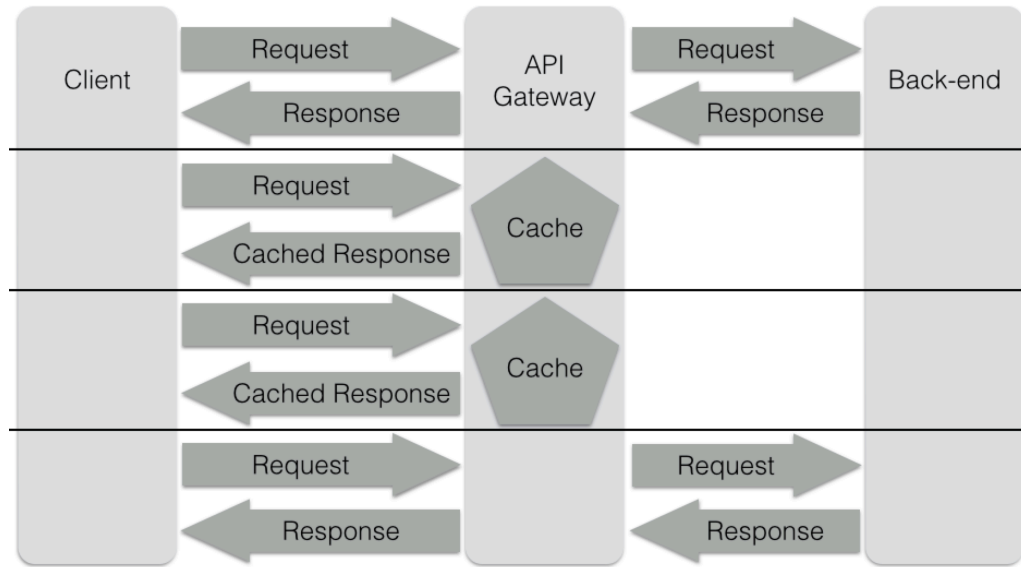 Client
Request
API
Gateway
Request
Back-end
Response
Response
Request
Cache
Cached Response
Request
Cache
Cached Response
Request
Request
Response
Response